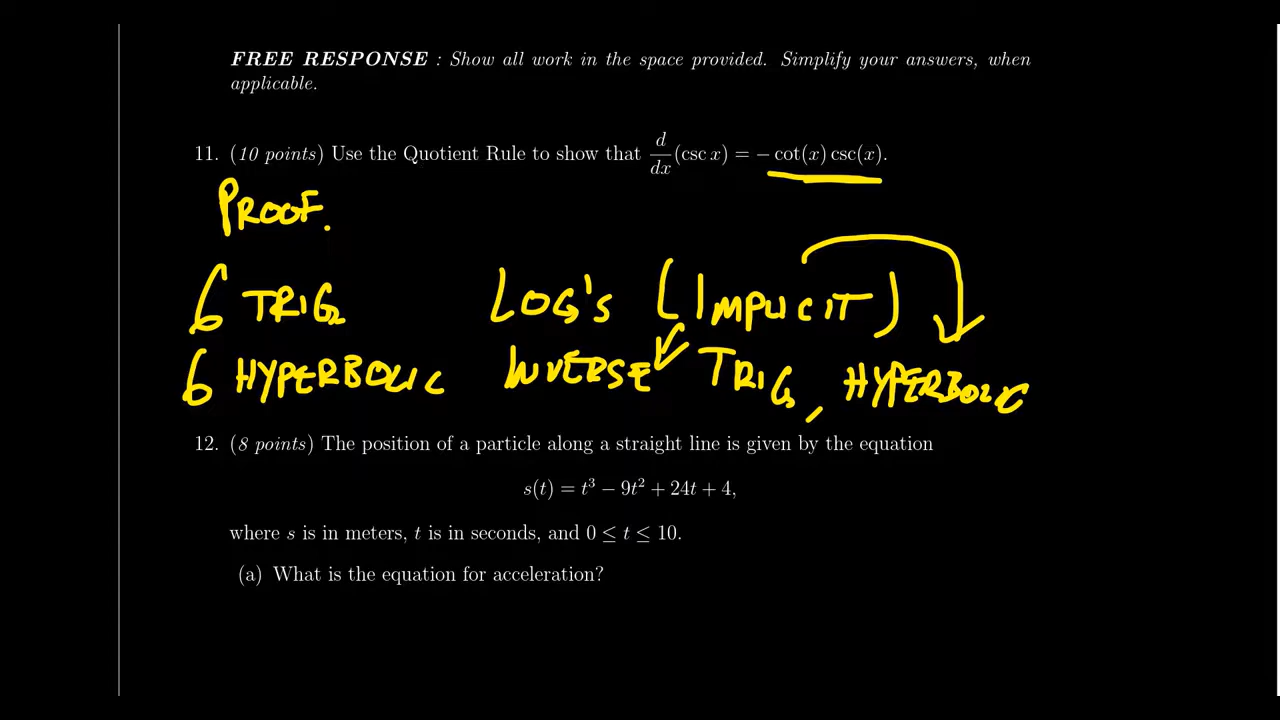 FREE RESPONSE : Show all work in the space provided. Simplify your answers, when
applicable.
11. (10 points) Use the Quotient Rule to show that d/dx (csc x) = − cot(x) csc(x).
PROOF.
6 TRIG LOG'S (IMPLICIT)
6 HYPERBOLIC INVERSE TRIG, HYPERBOLIC
12. (8 points) The position of a particle along a straight line is given by the equation
s(t) = t³ − 9t² + 24t + 4,
where s is in meters, t is in seconds, and 0 ≤ t ≤ 10.
(a) What is the equation for acceleration?